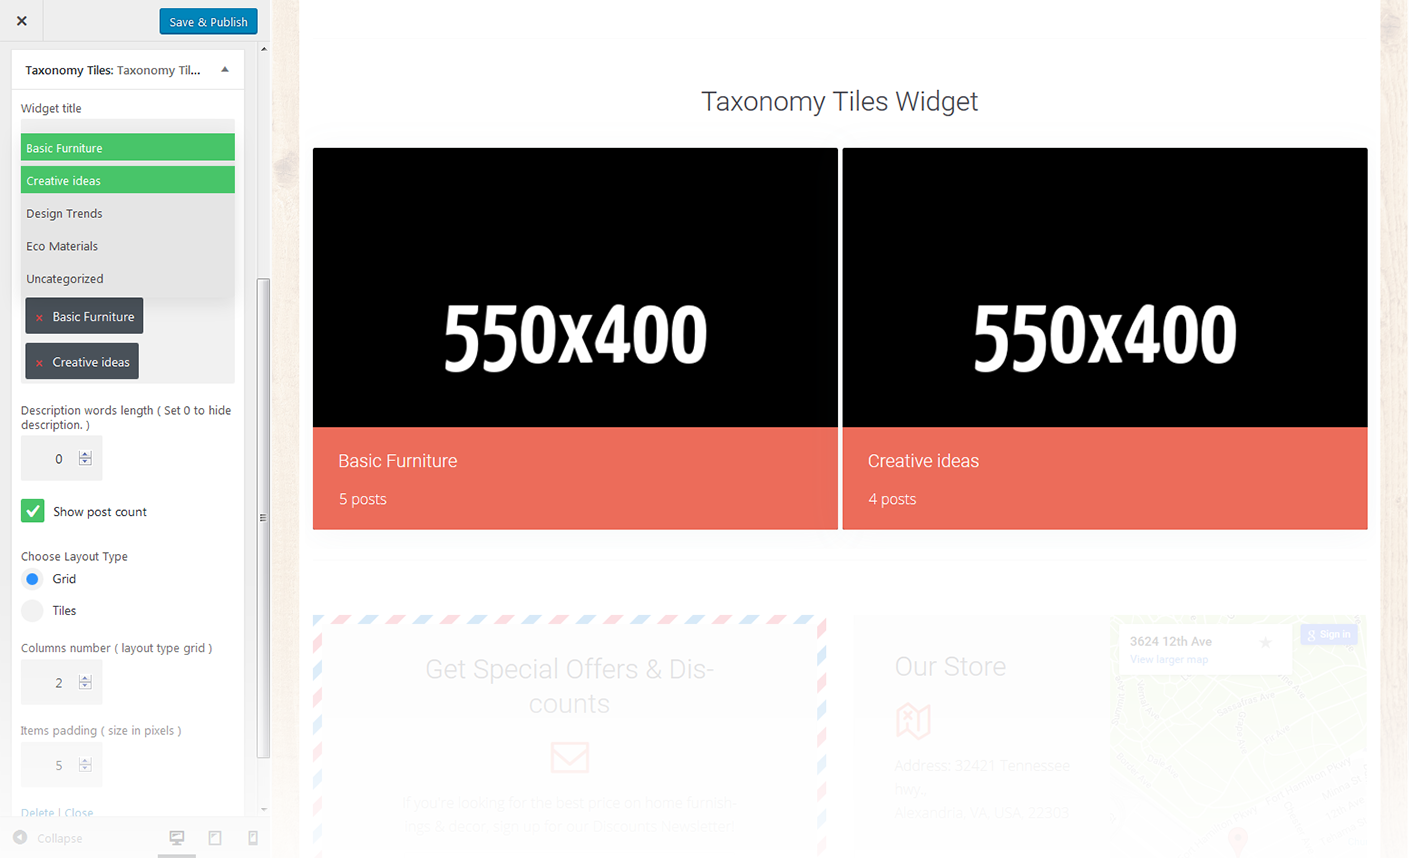 Save & Publish
Taxonomy Tiles: Taxonomy Til...
Widget title
Basic Furniture
Creative ideas
Design Trends
Eco Materials
Uncategorized
× Basic Furniture
× Creative ideas
Description words length ( Set 0 to hide
description. )
0
Show post count
Choose Layout Type
Grid
Tiles
Columns number ( layout type grid )
2
Items padding ( size in pixels )
5
Delete | Close
Collapse
Taxonomy Tiles Widget
550x400
Basic Furniture
5 posts
550x400
Creative ideas
4 posts
Get Special Offers & Dis-
counts
If you're looking for the best price on home furnish-
ings & decor, sign up for our Discounts Newsletter!
Our Store
Address: 32421 Tennessee
hwy.
Alexandria, VA, USA, 22303
3624 12th Ave
View larger map
Sign in